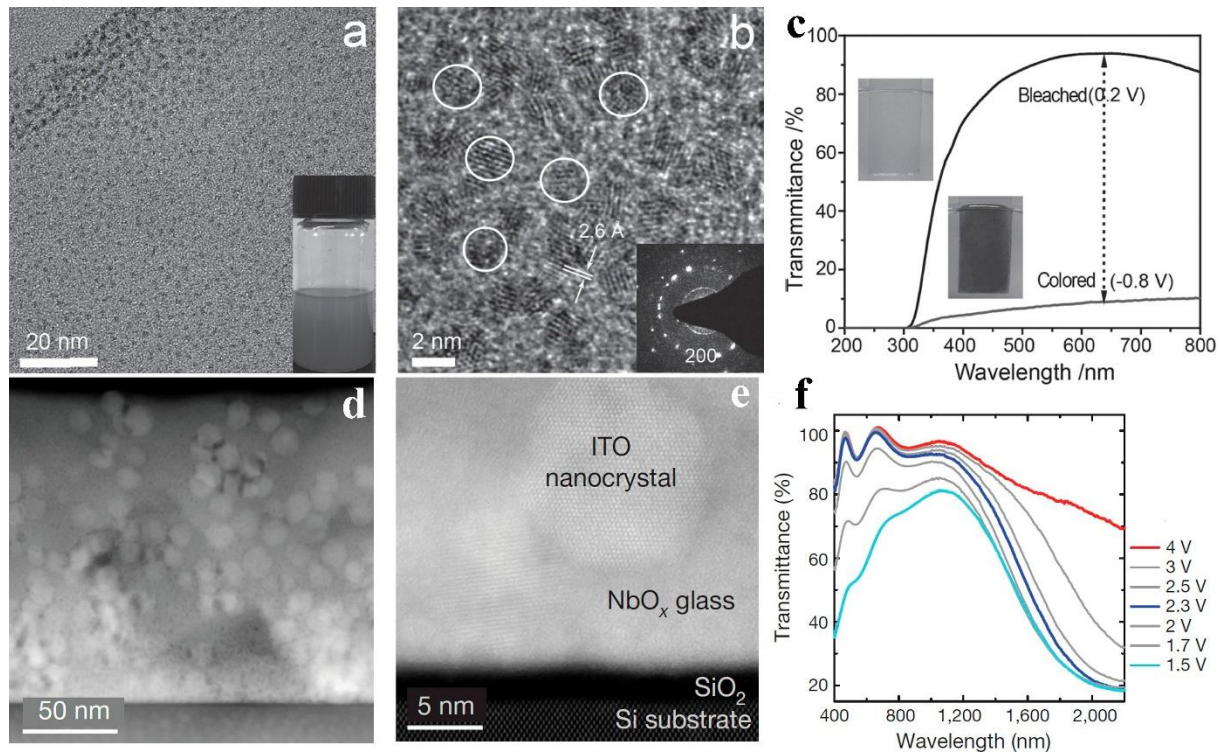 a
20 nm
b
2.6 Å
2 nm
200
c
Transmmitance /%
100
80
60
40
20
0
Bleached(0.2 V)
Colored (-0.8 V)
200 300 400 500 600 700 800
Wavelength /nm
d
50 nm
e
ITO
nanocrystal
NbOx glass
SiO2
Si substrate
5 nm
f
Transmittance (%)
100
80
60
40
20
4 V
3 V
2.5 V
2.3 V
2 V
1.7 V
1.5 V
400 800 1,200 1,600 2,000
Wavelength (nm)